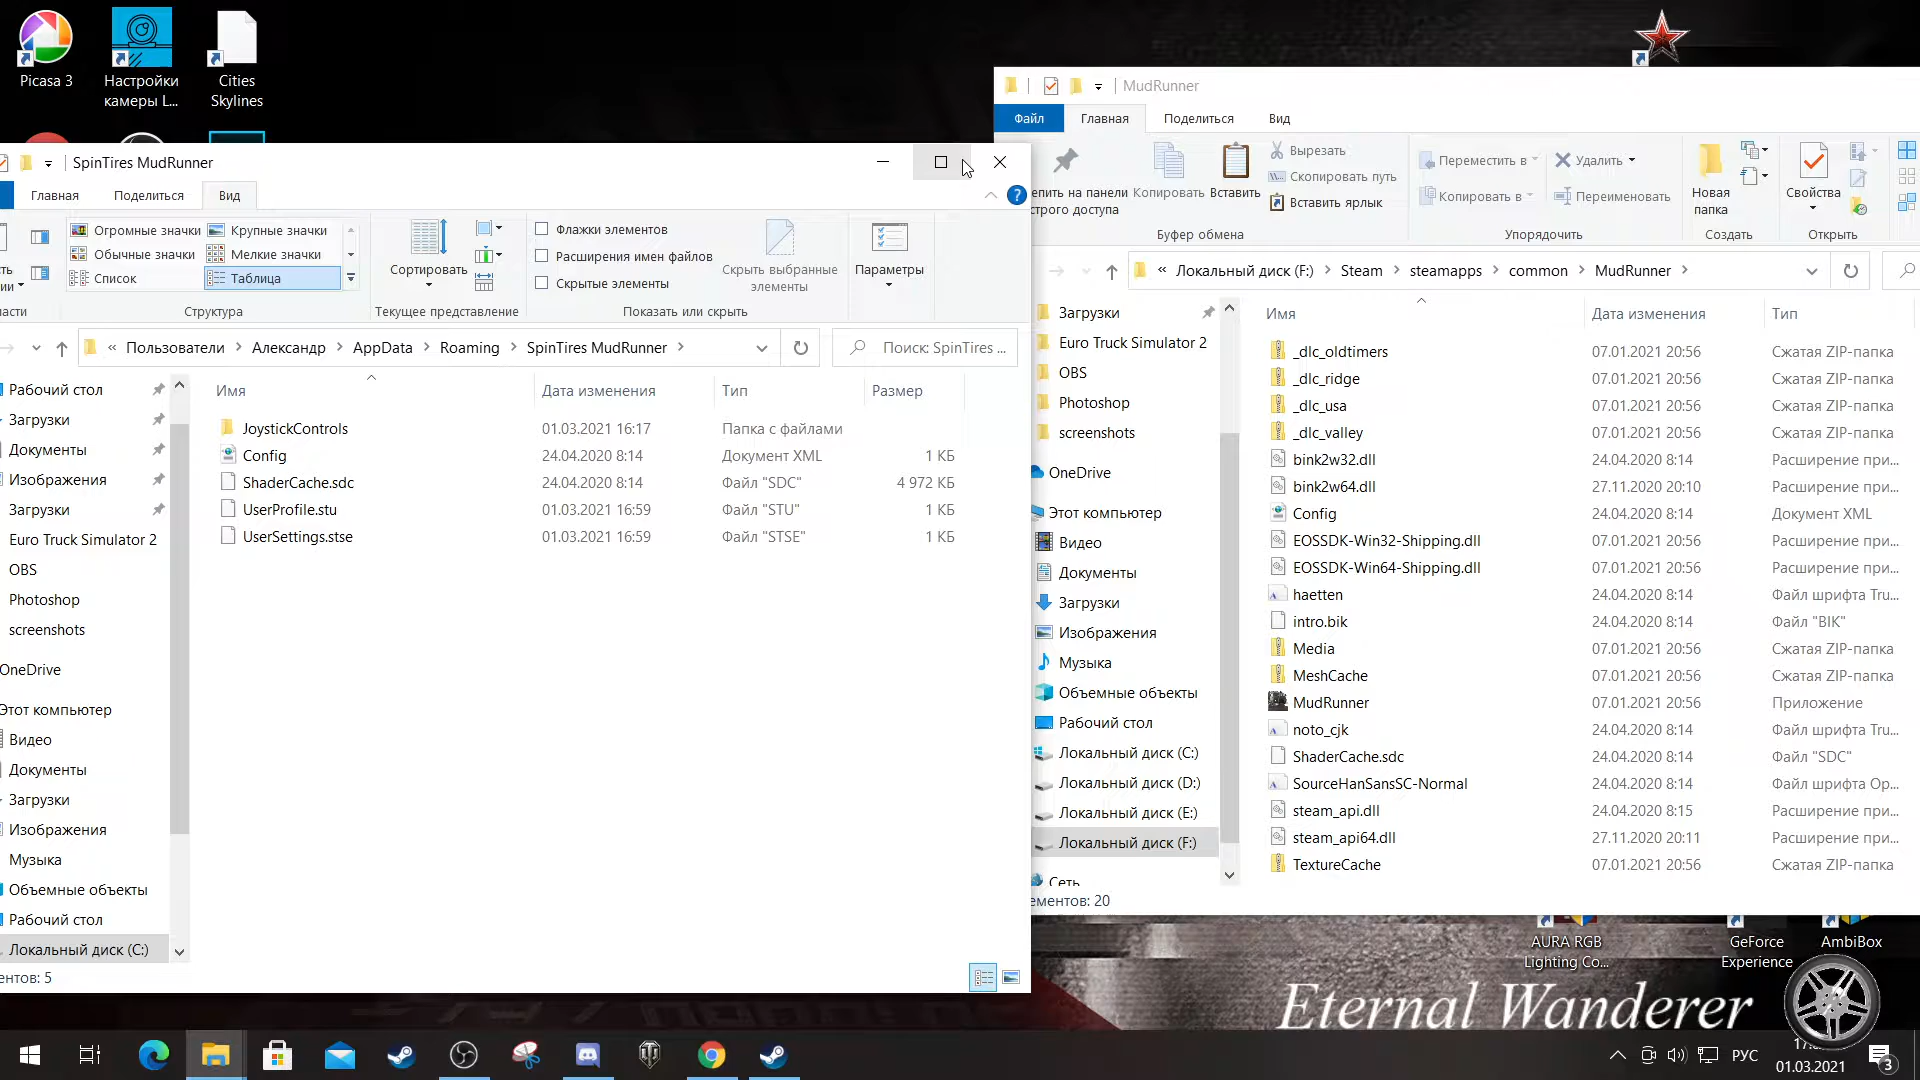 Picasa 3
Настройки
камеры L...
Cities
Skylines
SpinTires MudRunner
Главная
Поделиться
Вид
Огромные значки
Крупные значки
Обычные значки
Мелкие значки
Список
Таблица
Структура
Сортировать
Текущее представление
Флажки элементов
Расширения имен файлов
Скрытые элементы
Скрыть выбранные
элементы
Показать или скрыть
Параметры
« Пользователи > Александр > AppData > Roaming > SpinTires MudRunner >
Поиск: SpinTires ...
Рабочий стол
Загрузки
Документы
Изображения
Загрузки
Euro Truck Simulator 2
OBS
Photoshop
screenshots
OneDrive
Этот компьютер
Видео
Документы
Загрузки
Изображения
Музыка
Объемные объекты
Рабочий стол
Локальный диск (C:)
ентов: 5
Имя Дата изменения Тип Размер
JoystickControls 01.03.2021 16:17 Папка с файлами
Config 24.04.2020 8:14 Документ XML 1 КБ
ShaderCache.sdc 24.04.2020 8:14 Файл "SDC" 4 972 КБ
UserProfile.stu 01.03.2021 16:59 Файл "STU" 1 КБ
UserSettings.stse 01.03.2021 16:59 Файл "STSE" 1 КБ
MudRunner
Файл
Главная
Поделиться
Вид
епить на панели
строго доступа
Копировать
Вставить
Вырезать
Скопировать путь
Вставить ярлык
Буфер обмена
Переместить в
Копировать в
Удалить
Переименовать
Упорядочить
Новая
папка
Создать
Свойства
Открыть
« Локальный диск (F:) > Steam > steamapps > common > MudRunner >
Загрузки
Euro Truck Simulator 2
OBS
Photoshop
screenshots
OneDrive
Этот компьютер
Видео
Документы
Загрузки
Изображения
Музыка
Объемные объекты
Рабочий стол
Локальный диск (C:)
Локальный диск (D:)
Локальный диск (E:)
Локальный диск (F:)
Сеть
ементов: 20
Имя Дата изменения Тип
_dlc_oldtimers 07.01.2021 20:56 Сжатая ZIP-папка
_dlc_ridge 07.01.2021 20:56 Сжатая ZIP-папка
_dlc_usa 07.01.2021 20:56 Сжатая ZIP-папка
_dlc_valley 07.01.2021 20:56 Сжатая ZIP-папка
bink2w32.dll 24.04.2020 8:14 Расширение при...
bink2w64.dll 27.11.2020 20:10 Расширение при...
Config 24.04.2020 8:14 Документ XML
EOSSDK-Win32-Shipping.dll 07.01.2021 20:56 Расширение при...
EOSSDK-Win64-Shipping.dll 07.01.2021 20:56 Расширение при...
haetten 24.04.2020 8:14 Файл шрифта Tru...
intro.bik 24.04.2020 8:14 Файл "BIK"
Media 07.01.2021 20:56 Сжатая ZIP-папка
MeshCache 07.01.2021 20:56 Сжатая ZIP-папка
MudRunner 07.01.2021 20:56 Приложение
noto_cjk 24.04.2020 8:14 Файл шрифта Tru...
ShaderCache.sdc 24.04.2020 8:14 Файл "SDC"
SourceHanSansSC-Normal 24.04.2020 8:14 Файл шрифта Op...
steam_api.dll 24.04.2020 8:15 Расширение при...
steam_api64.dll 27.11.2020 20:11 Расширение при...
TextureCache 07.01.2021 20:56 Сжатая ZIP-папка
AURA RGB
Lighting Co...
GeForce
Experience
AmbiBox
Eternal Wanderer
РУС
01.03.2021
3